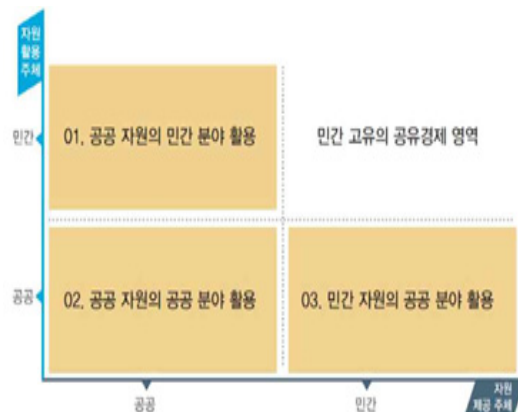 자원
활용
주체
민간
01. 공공 자원의 민간 분야 활용
민간 고유의 공유경제 영역
공공
02. 공공 자원의 공공 분야 활용
03. 민간 자원의 공공 분야 활용
공공
민간
자원
제공 주체